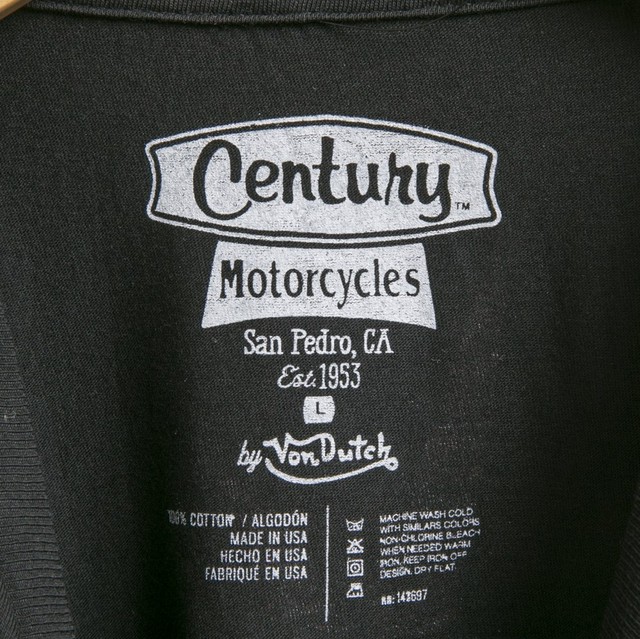 Century™
Motorcycles
San Pedro, CA
Est. 1953
L
by Von Dutch
100% COTTON / ALGODÓN
MADE IN USA
HECHO EN USA
FABRIQUÉ EN USA
MACHINE WASH COLD
WITH SIMILARS COLORS
NON-CHLORINE BLEACH
WHEN NEEDED WARM
IRON, KEEP IRON OFF
DESIGN. DRY FLAT
RN: 143697